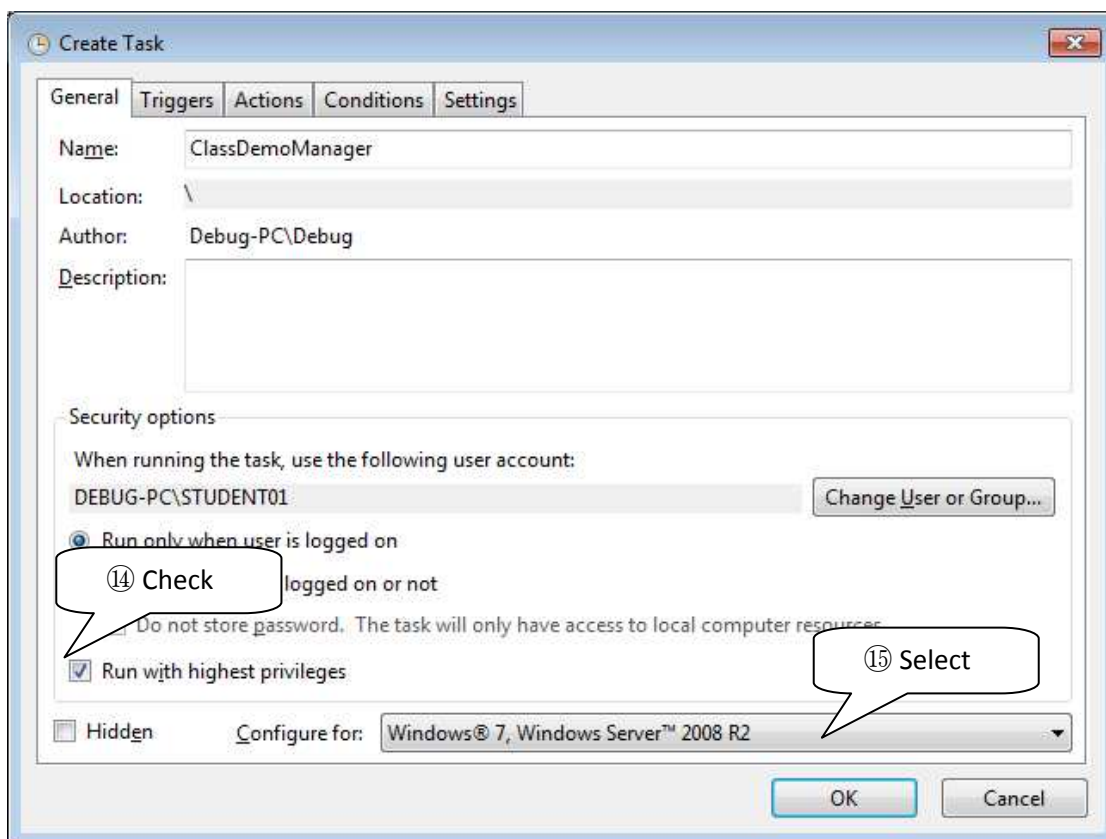 Create Task
General Triggers Actions Conditions Settings
Name: ClassDemoManager
Location: \
Author: Debug-PC\Debug
Description:
Security options
When running the task, use the following user account:
DEBUG-PC\STUDENT01 Change User or Group...
Run only when user is logged on
⑭ Check
logged on or not
Do not store password. The task will only have access to local computer resources
⑮ Select
Run with highest privileges
Hidden Configure for: Windows® 7, Windows Server™ 2008 R2
OK Cancel